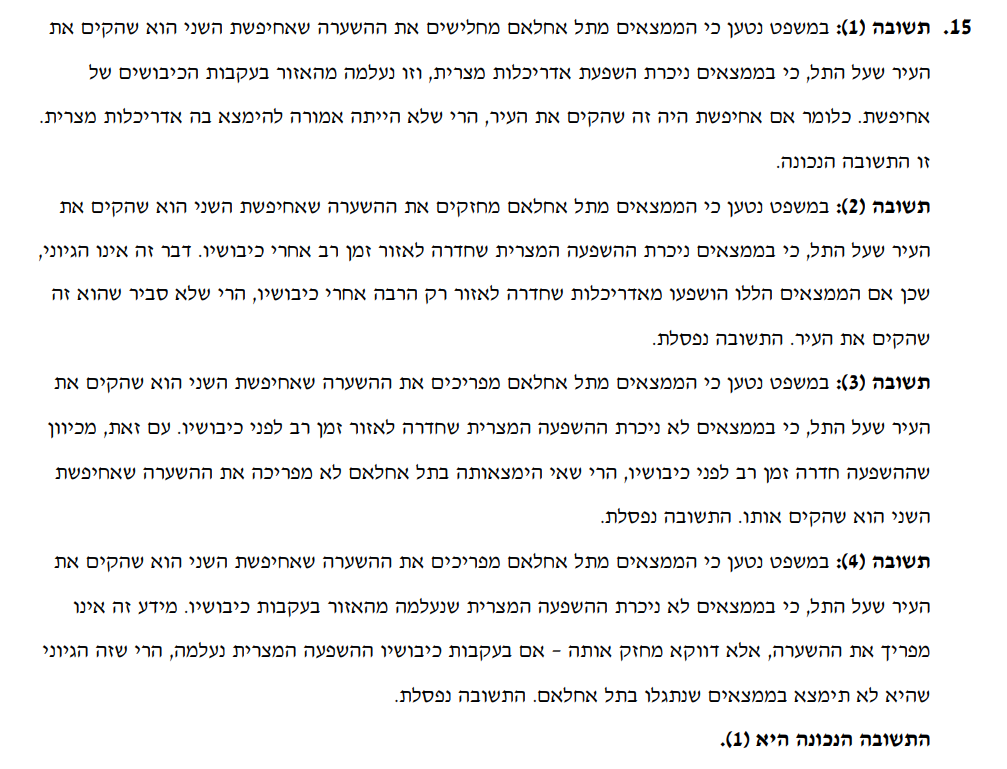 15. תשובה (1): במשפט נטען כי הממצאים מתל אחלאם מחלישים את ההשערה שאחיפשת השני הוא שהקים את
העיר שעל התל, כי בממצאים ניכרת השפעת אדריכלות מצרית, וזו נעלמה מהאזור בעקבות הכיבושים של
אחיפשת. כלומר אם אחיפשת היה זה שהקים את העיר, הרי שלא הייתה אמורה להימצא בה אדריכלות מצרית.
זו התשובה הנכונה.
תשובה (2): במשפט נטען כי הממצאים מתל אחלאם מחזקים את ההשערה שאחיפשת השני הוא שהקים את
העיר שעל התל, כי בממצאים ניכרת ההשפעה המצרית שחדרה לאזור זמן רב אחרי כיבושיו. דבר זה אינו הגיוני,
שכן אם הממצאים הללו הושפעו מאדריכלות שחדרה לאזור רק הרבה אחרי כיבושיו, הרי שלא סביר שהוא זה
שהקים את העיר. התשובה נפסלת.
תשובה (3): במשפט נטען כי הממצאים מתל אחלאם מפריכים את ההשערה שאחיפשת השני הוא שהקים את
העיר שעל התל, כי בממצאים לא ניכרת ההשפעה המצרית שחדרה לאזור זמן רב לפני כיבושיו. עם זאת, מכיוון
שההשפעה חדרה זמן רב לפני כיבושיו, הרי שאי הימצאותה בתל אחלאם לא מפריכה את ההשערה שאחיפשת
השני הוא שהקים אותו. התשובה נפסלת.
תשובה (4): במשפט נטען כי הממצאים מתל אחלאם מפריכים את ההשערה שאחיפשת השני הוא שהקים את
העיר שעל התל, כי בממצאים לא ניכרת ההשפעה המצרית שנעלמה מהאזור בעקבות כיבושיו. מידע זה אינו
מפריך את ההשערה, אלא דווקא מחזק אותה – אם בעקבות כיבושיו ההשפעה המצרית נעלמה, הרי שזה הגיוני
שהיא לא תימצא בממצאים שנתגלו בתל אחלאם. התשובה נפסלת.
התשובה הנכונה היא (1).